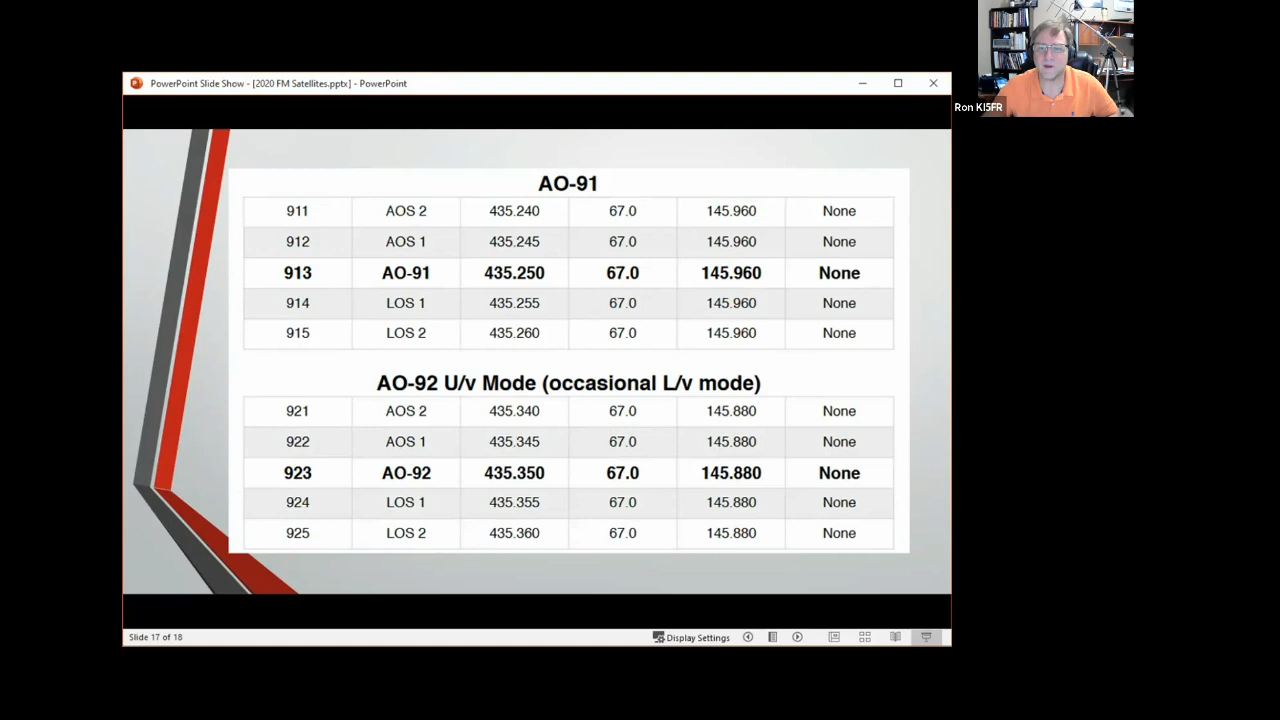 PowerPoint Slide Show - [2020 FM Satellites.pptx] - PowerPoint
Ron KI5FR
AO-91
911 AOS 2 435.240 67.0 145.960 None
912 AOS 1 435.245 67.0 145.960 None
913 AO-91 435.250 67.0 145.960 None
914 LOS 1 435.255 67.0 145.960 None
915 LOS 2 435.260 67.0 145.960 None
AO-92 U/v Mode (occasional L/v mode)
921 AOS 2 435.340 67.0 145.880 None
922 AOS 1 435.345 67.0 145.880 None
923 AO-92 435.350 67.0 145.880 None
924 LOS 1 435.355 67.0 145.880 None
925 LOS 2 435.360 67.0 145.880 None
Slide 17 of 18 Display Settings